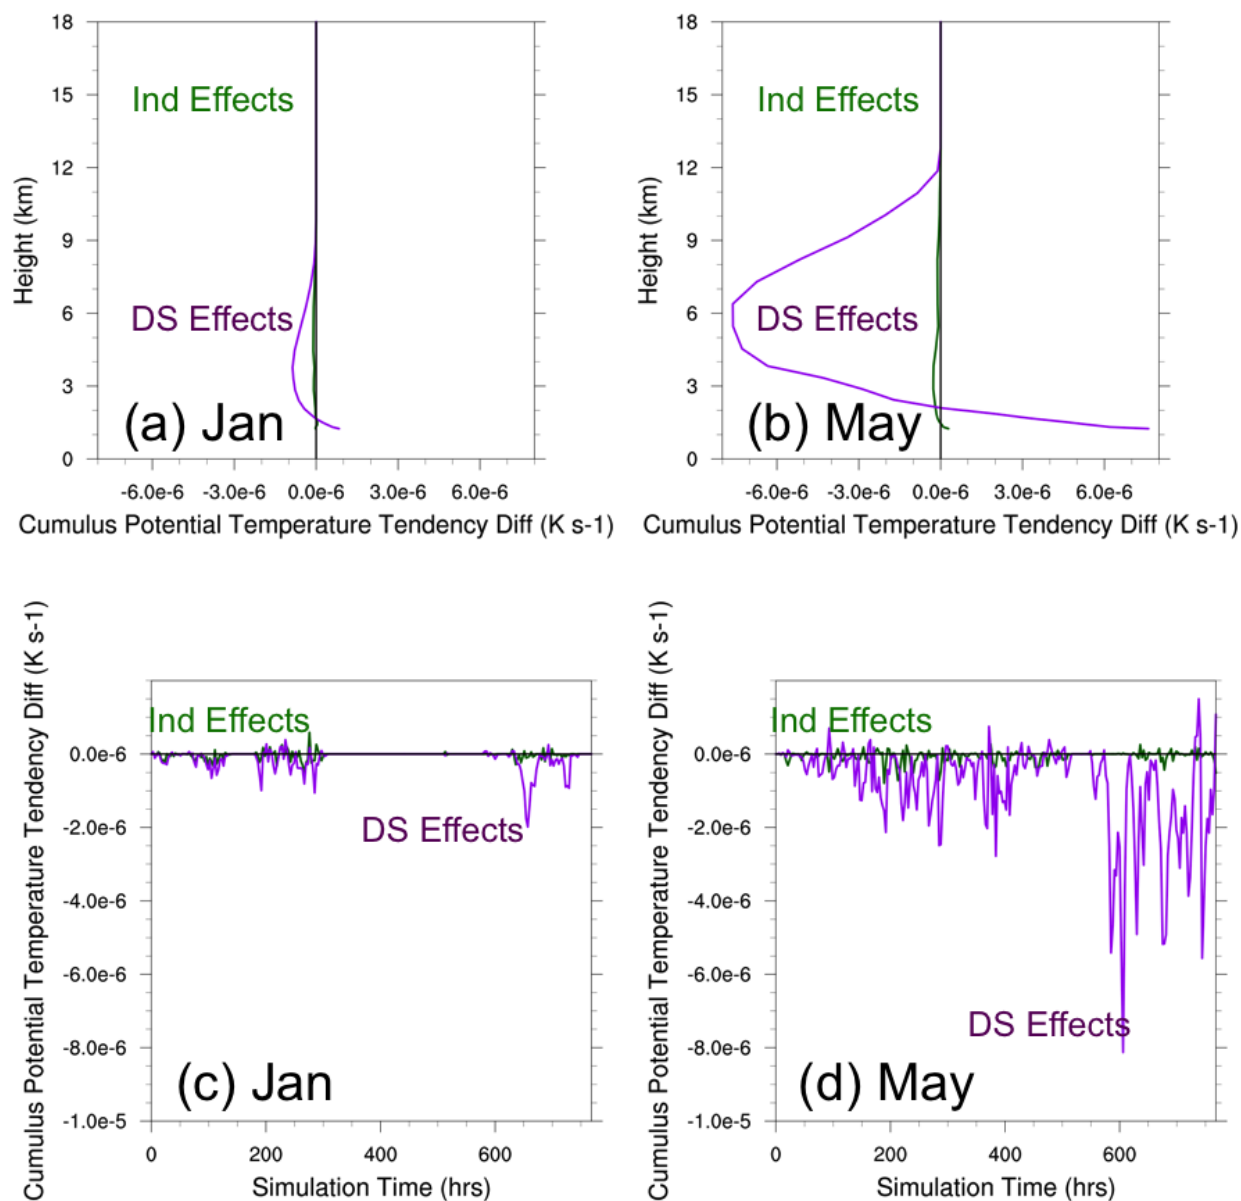 18
15
12
9
6
3
0
Height (km)
Ind Effects
DS Effects
(a) Jan
-6.0e-6 -3.0e-6 0.0e-6 3.0e-6 6.0e-6
Cumulus Potential Temperature Tendency Diff (K s-1)
18
15
12
9
6
3
0
Height (km)
Ind Effects
DS Effects
(b) May
-6.0e-6 -3.0e-6 0.0e-6 3.0e-6 6.0e-6
Cumulus Potential Temperature Tendency Diff (K s-1)
Cumulus Potential Temperature Tendency Diff (K s-1)
Ind Effects
0.0e-6
-2.0e-6
-4.0e-6
-6.0e-6
-8.0e-6
-1.0e-5
DS Effects
(c) Jan
0 200 400 600
Simulation Time (hrs)
Cumulus Potential Temperature Tendency Diff (K s-1)
Ind Effects
0.0e-6
-2.0e-6
-4.0e-6
-6.0e-6
-8.0e-6
-1.0e-5
DS Effects
(d) May
0 200 400 600
Simulation Time (hrs)